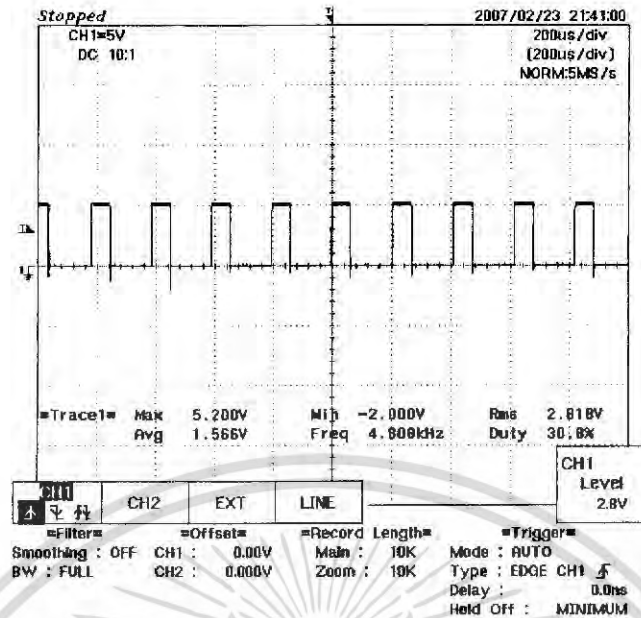 Stopped 2007/02/23 21:41:00
CH1=5V 200us/div
DC 10:1 (200us/div)
NORM:5MS/s
=Trace1= Max 5.200V Min -2.000V Rms 2.818V
Avg 1.566V Freq 4.808kHz Duty 30.8%
CH1
Level
2.8V
CH1 CH2 EXT LINE
=Filter= =Offset= =Record Length= =Trigger=
Smoothing : OFF CH1 : 0.00V Main : 10K Mode : AUTO
BW : FULL CH2 : 0.000V Zoom : 10K Type : EDGE CH1
Delay : 0.0ns
Hold Off : MINIMUM